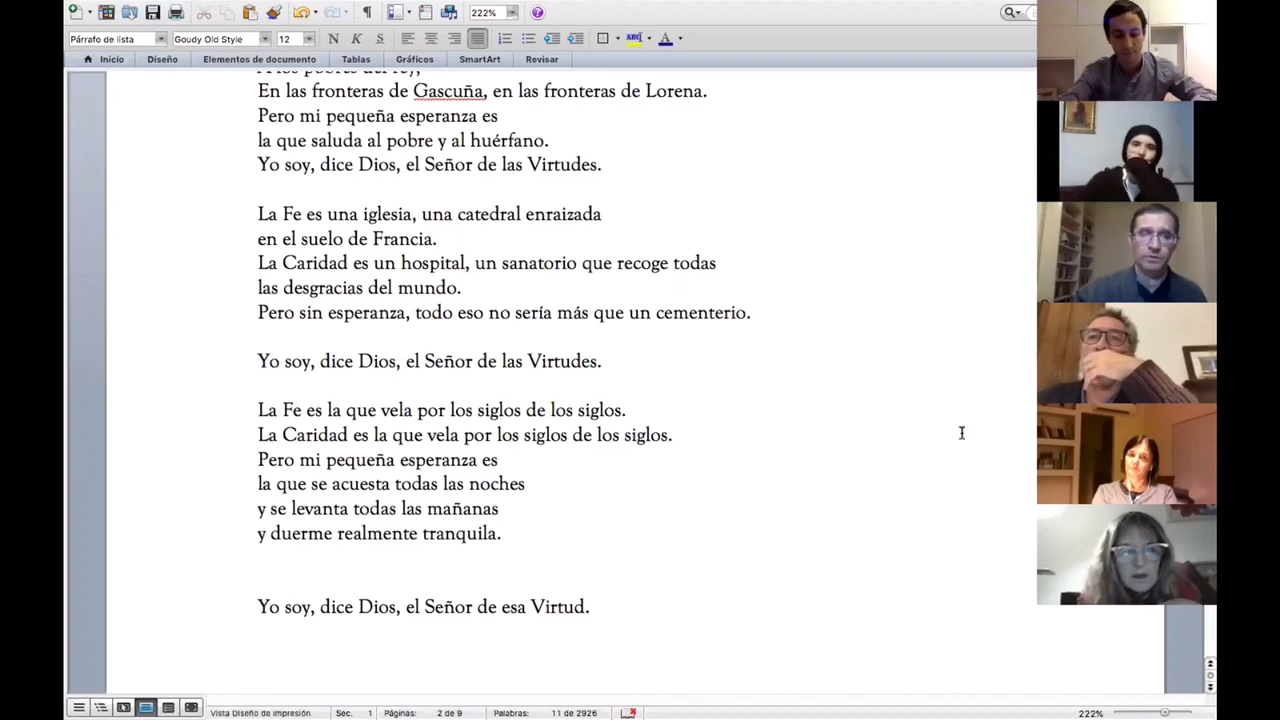 222%
Párrafo de lista
Goudy Old Style
12
N
K
S
ABC
A
Inicio
Diseño
Elementos de documento
Tablas
Gráficos
SmartArt
Revisar
A los pobres del rey,
En las fronteras de Gascuña, en las fronteras de Lorena.
Pero mi pequeña esperanza es
la que saluda al pobre y al huérfano.
Yo soy, dice Dios, el Señor de las Virtudes.
La Fe es una iglesia, una catedral enraizada
en el suelo de Francia.
La Caridad es un hospital, un sanatorio que recoge todas
las desgracias del mundo.
Pero sin esperanza, todo eso no sería más que un cementerio.
Yo soy, dice Dios, el Señor de las Virtudes.
La Fe es la que vela por los siglos de los siglos.
La Caridad es la que vela por los siglos de los siglos.
Pero mi pequeña esperanza es
la que se acuesta todas las noches
y se levanta todas las mañanas
y duerme realmente tranquila.
Yo soy, dice Dios, el Señor de esa Virtud.
Vista Diseño de impresión
Sec. 1
Páginas: 2 de 9
Palabras: 11 de 2926
222%